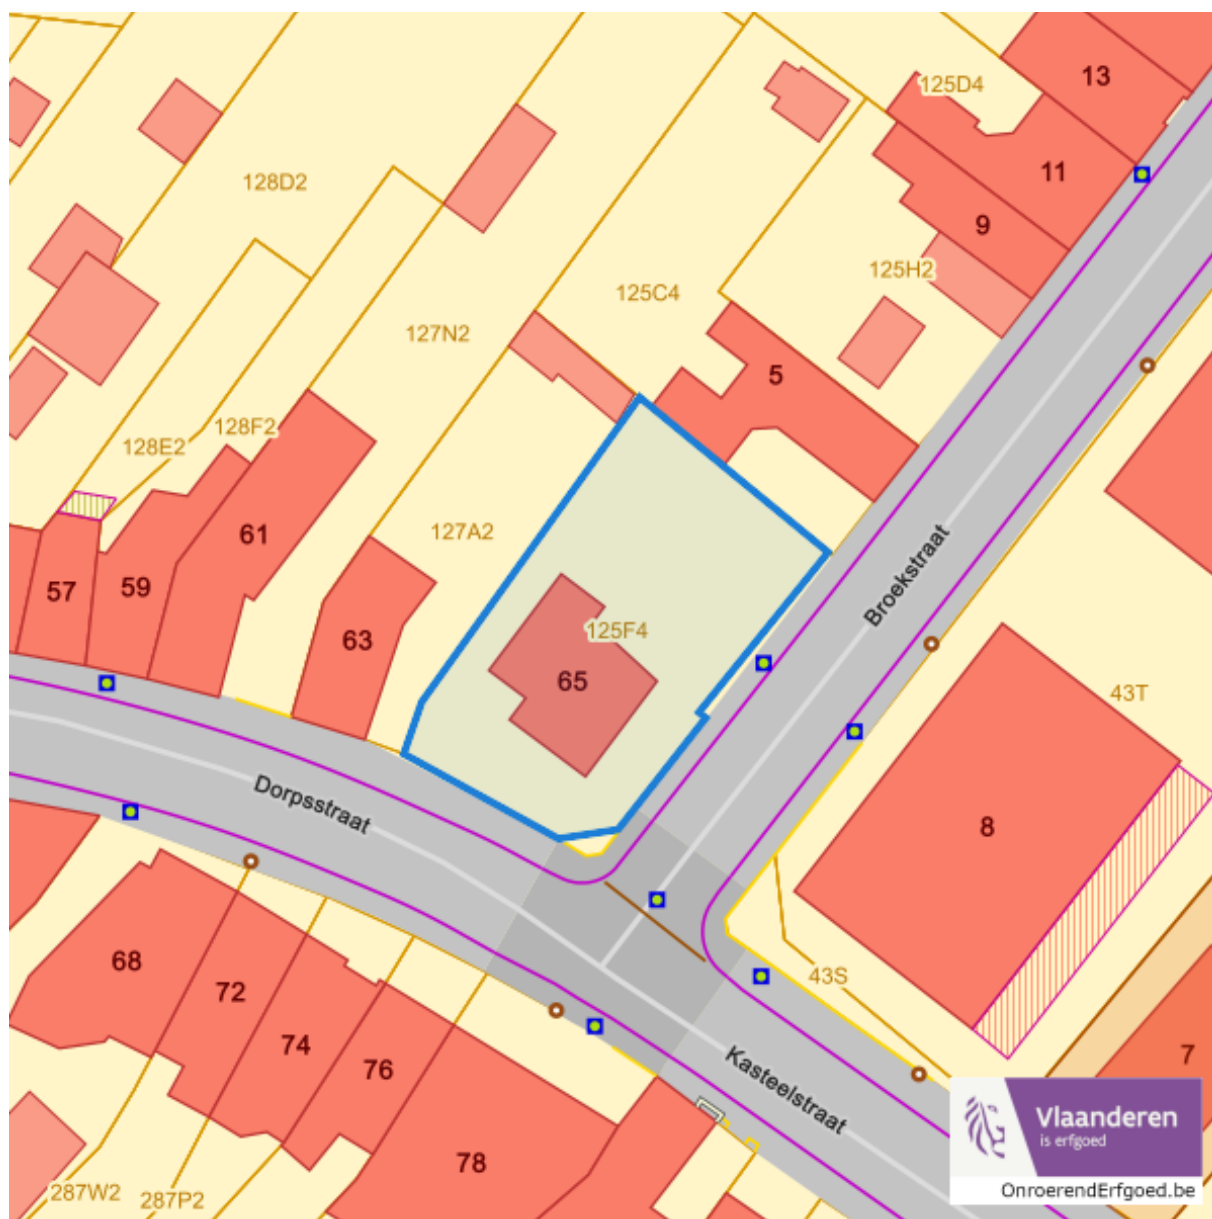 13
125D4
11
128D2
9
125H2
125C4
127N2
5
128F2
128E2
127A2
61
57
59
63
125F4
65
Broekstraat
43T
8
Dorpsstraat
68
72
74
76
78
43S
7
Kasteelstraat
287W2
287P2
Vlaanderen
is erfgoed
OnroerendErfgoed.be